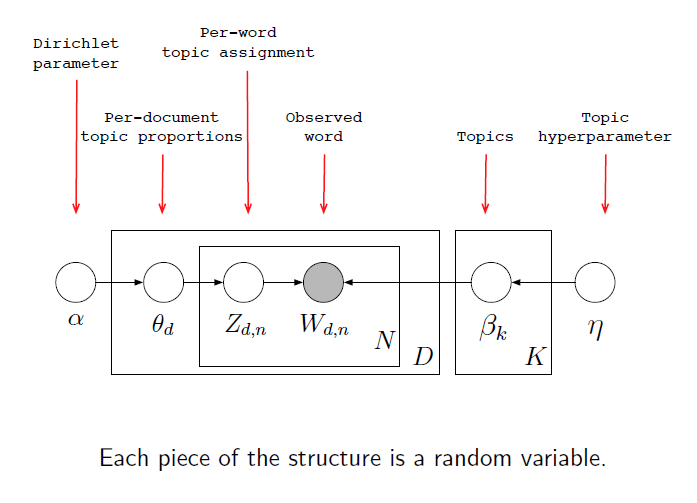 Dirichlet
parameter
Per-word
topic assignment
Per-document
topic proportions
Observed
word
Topics
Topic
hyperparameter
α
θd
Zd,n
Wd,n
N
D
βk
K
η
Each piece of the structure is a random variable.